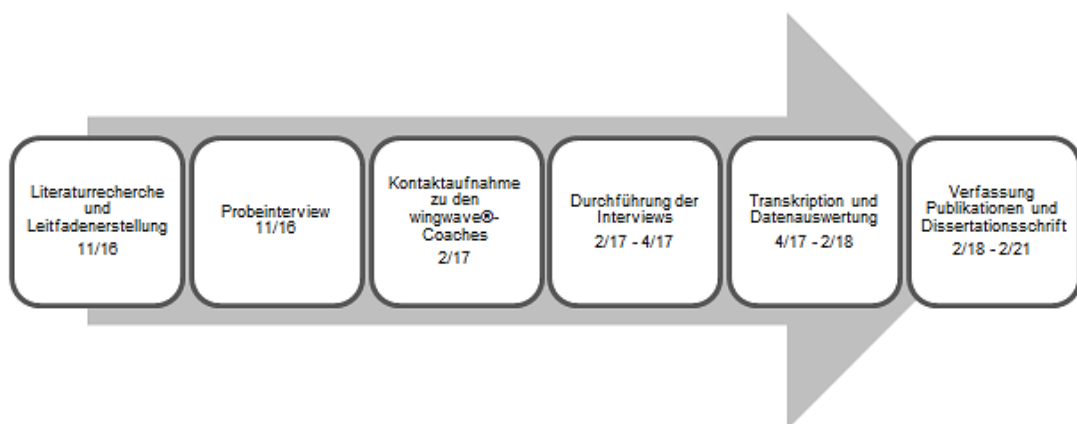 Literaturrecherche
und
Leitfadenerstellung
11/16
Probeinterview
11/16
Kontaktaufnahme
zu den
wingwave®-
Coaches
2/17
Durchführung der
Interviews
2/17 - 4/17
Transkription und
Datenauswertung
4/17 - 2/18
Verfassung
Publikationen und
Dissertationsschrift
2/18 - 2/21